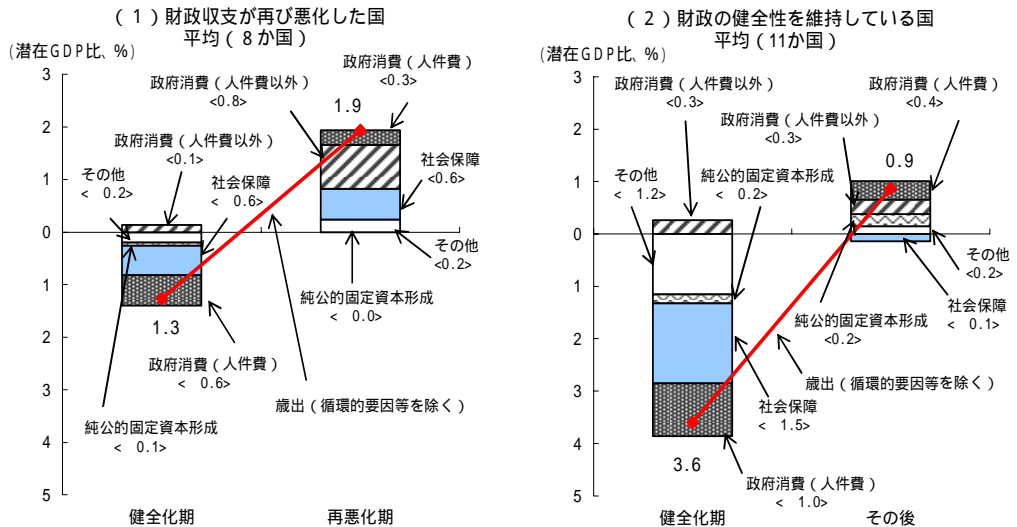 (1)財政収支が再び悪化した国
平均(8か国)
(潜在GDP比、%)
3
2
1
0
1
2
3
4
5
政府消費(人件費以外)
<0.8>
政府消費(人件費)
<0.3>
1.9
政府消費(人件費以外)
<0.1>
その他
< 0.2>
社会保障
< 0.6>
社会保障
<0.6>
その他
<0.2>
純公的固定資本形成
< 0.0>
1.3
政府消費(人件費)
< 0.6>
歳出(循環的要因等を除く)
純公的固定資本形成
< 0.1>
健全化期
再悪化期
(2)財政の健全性を維持している国
平均(11か国)
(潜在GDP比、%)
3
2
1
0
1
2
3
4
5
政府消費(人件費以外)
<0.3>
政府消費(人件費)
<0.4>
政府消費(人件費以外)
<0.3>
0.9
その他
< 1.2>
純公的固定資本形成
< 0.2>
その他
<0.2>
社会保障
< 0.1>
純公的固定資本形成
<0.2>
歳出(循環的要因等を除く)
社会保障
< 1.5>
3.6
政府消費(人件費)
< 1.0>
健全化期
その後